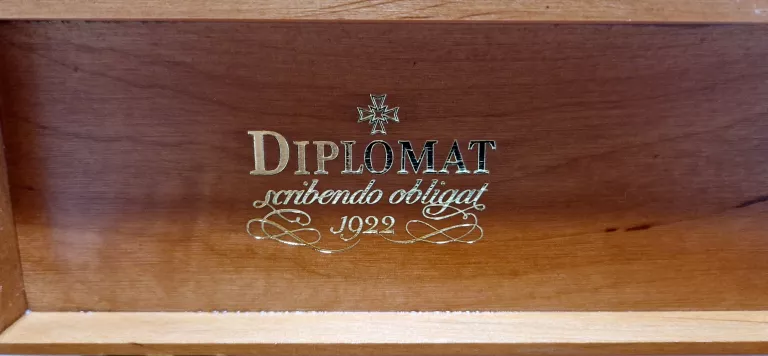 DIPLOMAT
scribendo obligat
1922